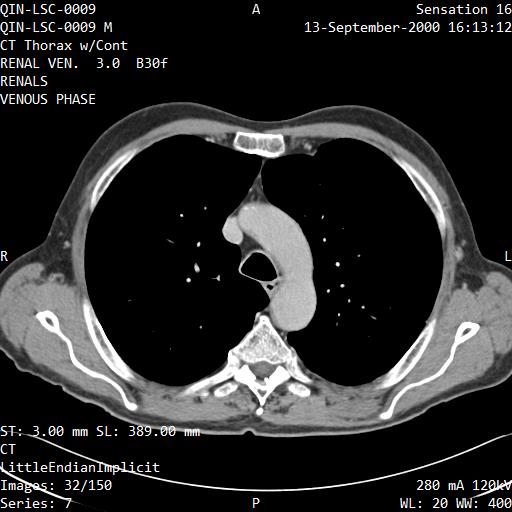 QIN-LSC-0009
A
Sensation 16
QIN-LSC-0009 M
13-September-2000 16:13:12
CT Thorax w/Cont
RENAL VEN. 3.0 B30f
RENALS
VENOUS PHASE
R
L
ST: 3.00 mm SL: 389.00 mm
CT
LittleEndianImplicit
Images: 32/150
280 mA 120kV
Series: 7
P
WL: 20 WW: 400